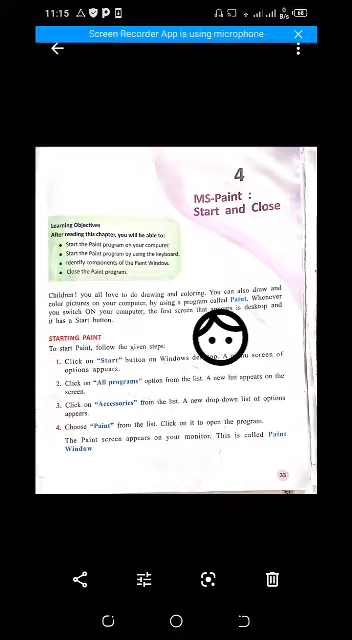 11:15
0
B/s
88
Screen Recorder App is using microphone
4
MS-Paint :
Start and Close
Learning Objectives
After reading this chapter, you will be able to:
• Start the Paint program on your computer.
• Start the Paint program by using the keyboard.
• Identify components of the Paint Window.
• Close the Paint program.
Children! you all love to do drawing and coloring. You can also draw and
color pictures on your computer, by using a program called Paint. Whenever
you switch ON your computer, the first screen that appears is desktop and
it has a Start button.
STARTING PAINT
To start Paint, follow the given steps:
1. Click on "Start" button on Windows desktop. A menu screen of
options appears.
2. Click on "All programs" option from the list. A new list appears on the
screen.
3. Click on "Accessories" from the list. A new drop-down list of options
appears.
4. Choose "Paint" from the list. Click on it to open the program.
The Paint screen appears on your monitor. This is called Paint
Window
33